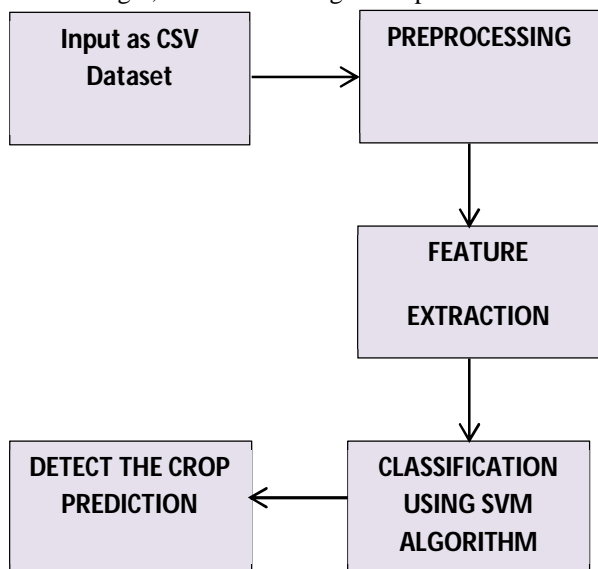 Input as CSV
Dataset
PREPROCESSING
FEATURE
EXTRACTION
DETECT THE CROP
PREDICTION
CLASSIFICATION
USING SVM
ALGORITHM